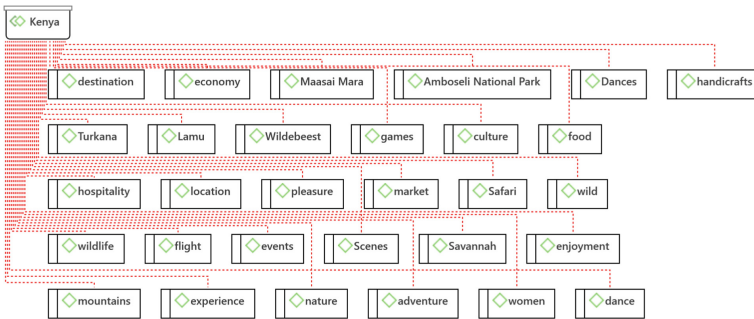 Kenya
destination economy Maasai Mara Amboseli National Park Dances handicrafts
Turkana Lamu Wildebeest games culture food
hospitality location pleasure market Safari wild
wildlife flight events Scenes Savannah enjoyment
mountains experience nature adventure women dance